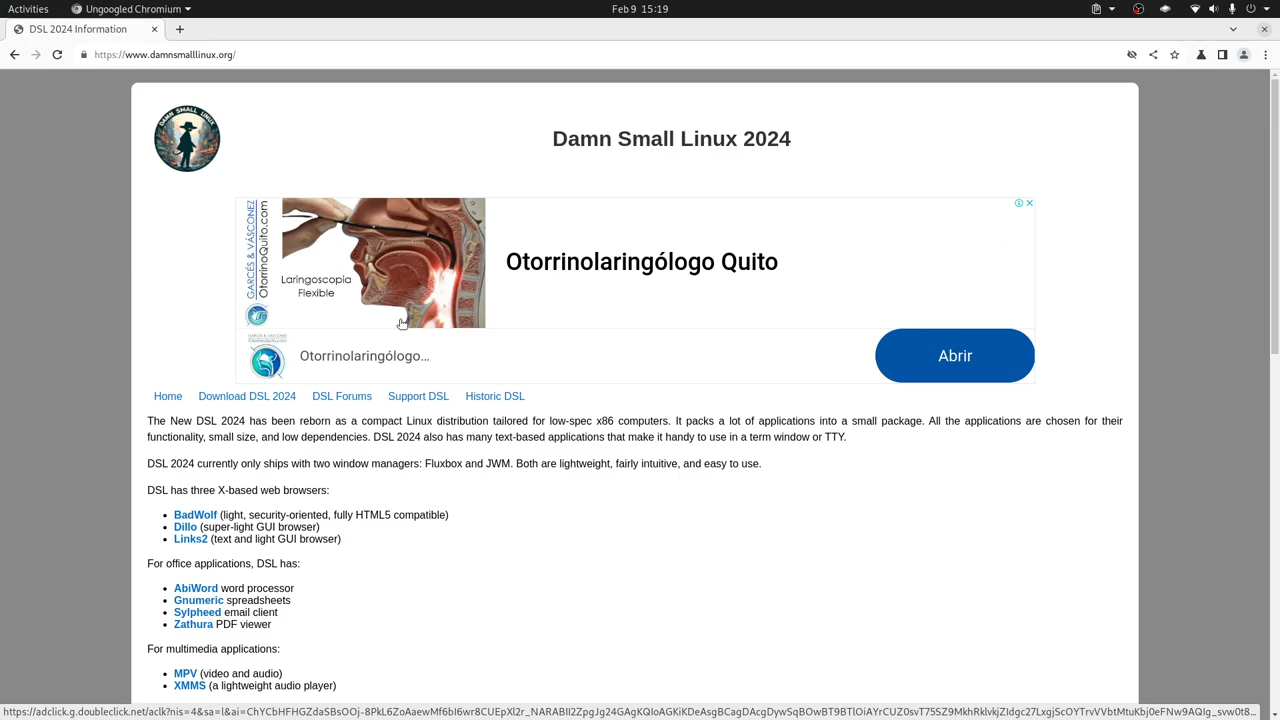 Activities
Ungoogled Chromium
Feb 9 15:19
DSL 2024 Information
https://www.damnsmalllinux.org/
DAMN SMALL LINUX
Damn Small Linux 2024
GARCÉS & VÁSCONEZ
OtorrinoQuito.com
Laringoscopia
Flexible
Otorrinolaringólogo Quito
GARCÉS & VÁSCONEZ
OtorrinoQuito.com
Otorrinolaringólogo...
Abrir
Home Download DSL 2024 DSL Forums Support DSL Historic DSL
The New DSL 2024 has been reborn as a compact Linux distribution tailored for low-spec x86 computers. It packs a lot of applications into a small package. All the applications are chosen for their
functionality, small size, and low dependencies. DSL 2024 also has many text-based applications that make it handy to use in a term window or TTY.
DSL 2024 currently only ships with two window managers: Fluxbox and JWM. Both are lightweight, fairly intuitive, and easy to use.
DSL has three X-based web browsers:
BadWolf (light, security-oriented, fully HTML5 compatible)
Dillo (super-light GUI browser)
Links2 (text and light GUI browser)
For office applications, DSL has:
AbiWord word processor
Gnumeric spreadsheets
Sylpheed email client
Zathura PDF viewer
For multimedia applications:
MPV (video and audio)
XMMS (a lightweight audio player)